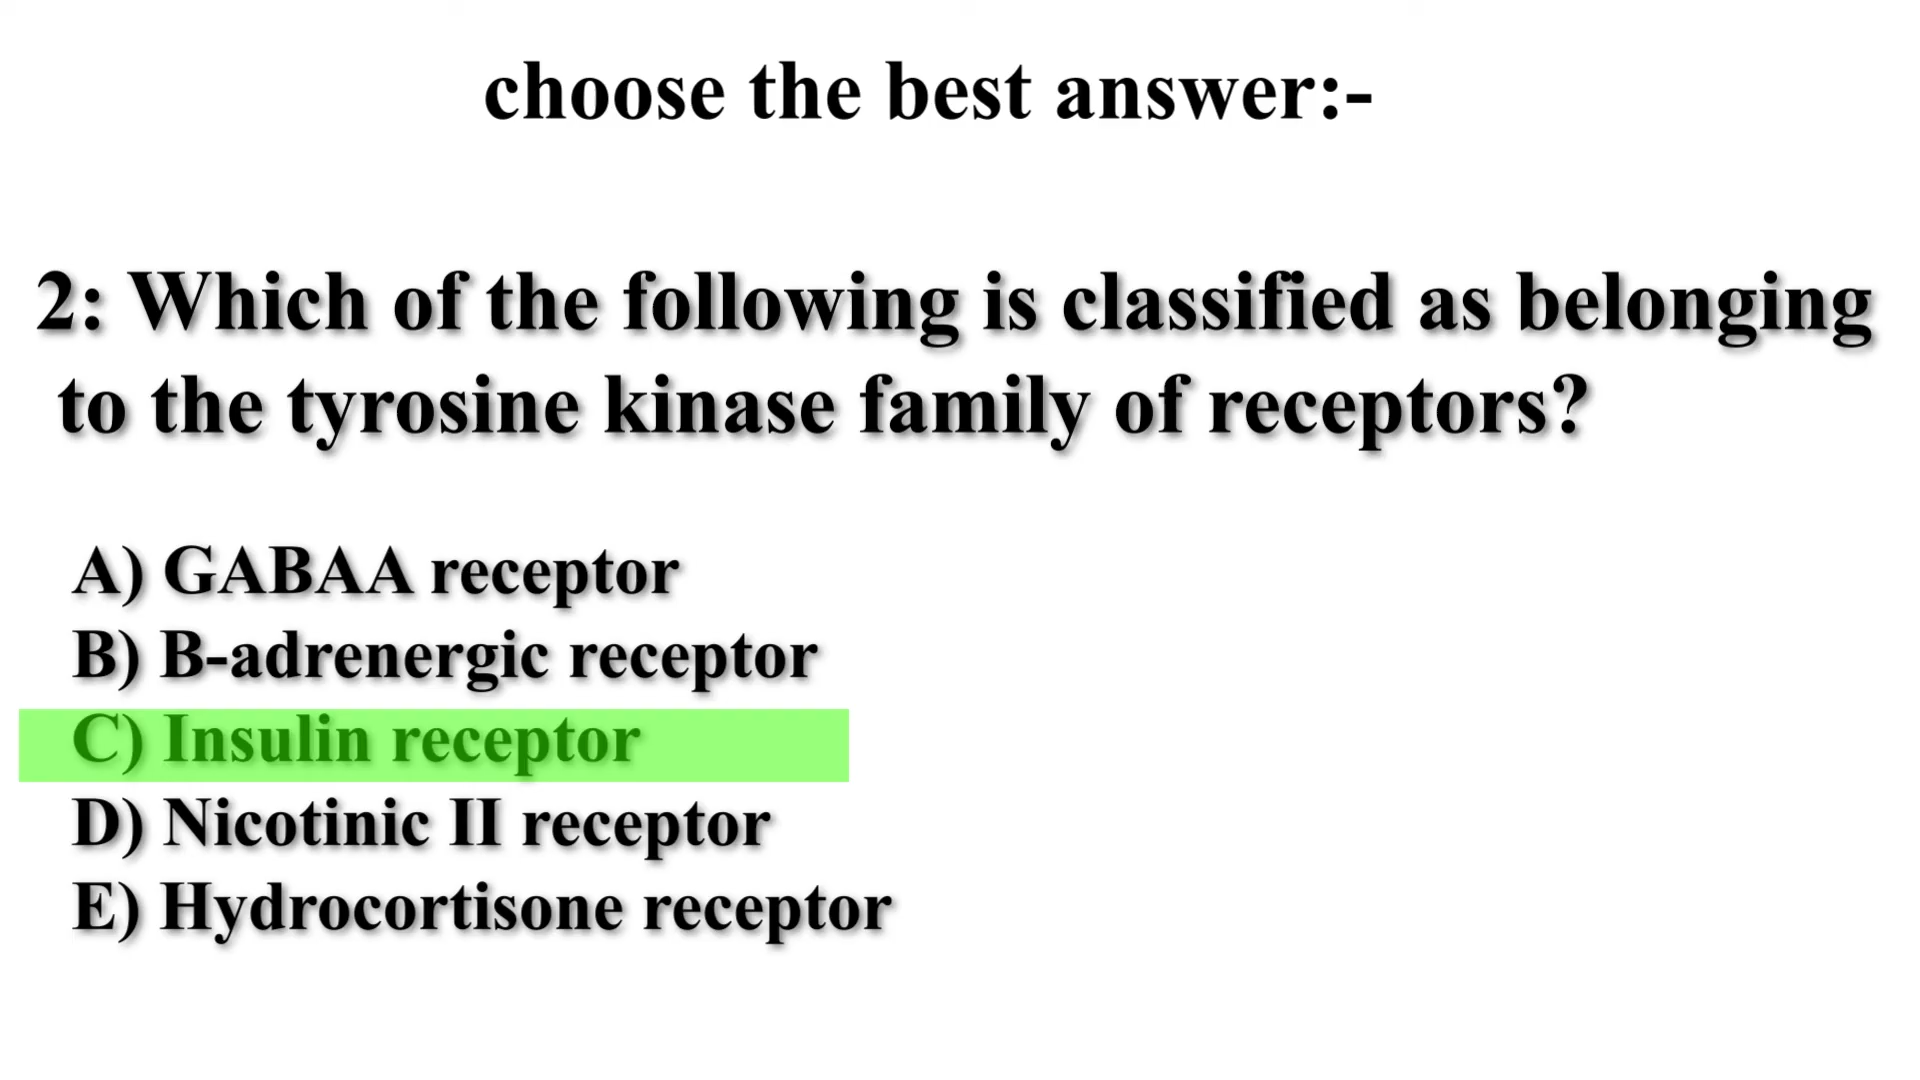 choose the best answer:-
2: Which of the following is classified as belonging
to the tyrosine kinase family of receptors?
A) GABAA receptor
B) B-adrenergic receptor
C) Insulin receptor
D) Nicotinic II receptor
E) Hydrocortisone receptor